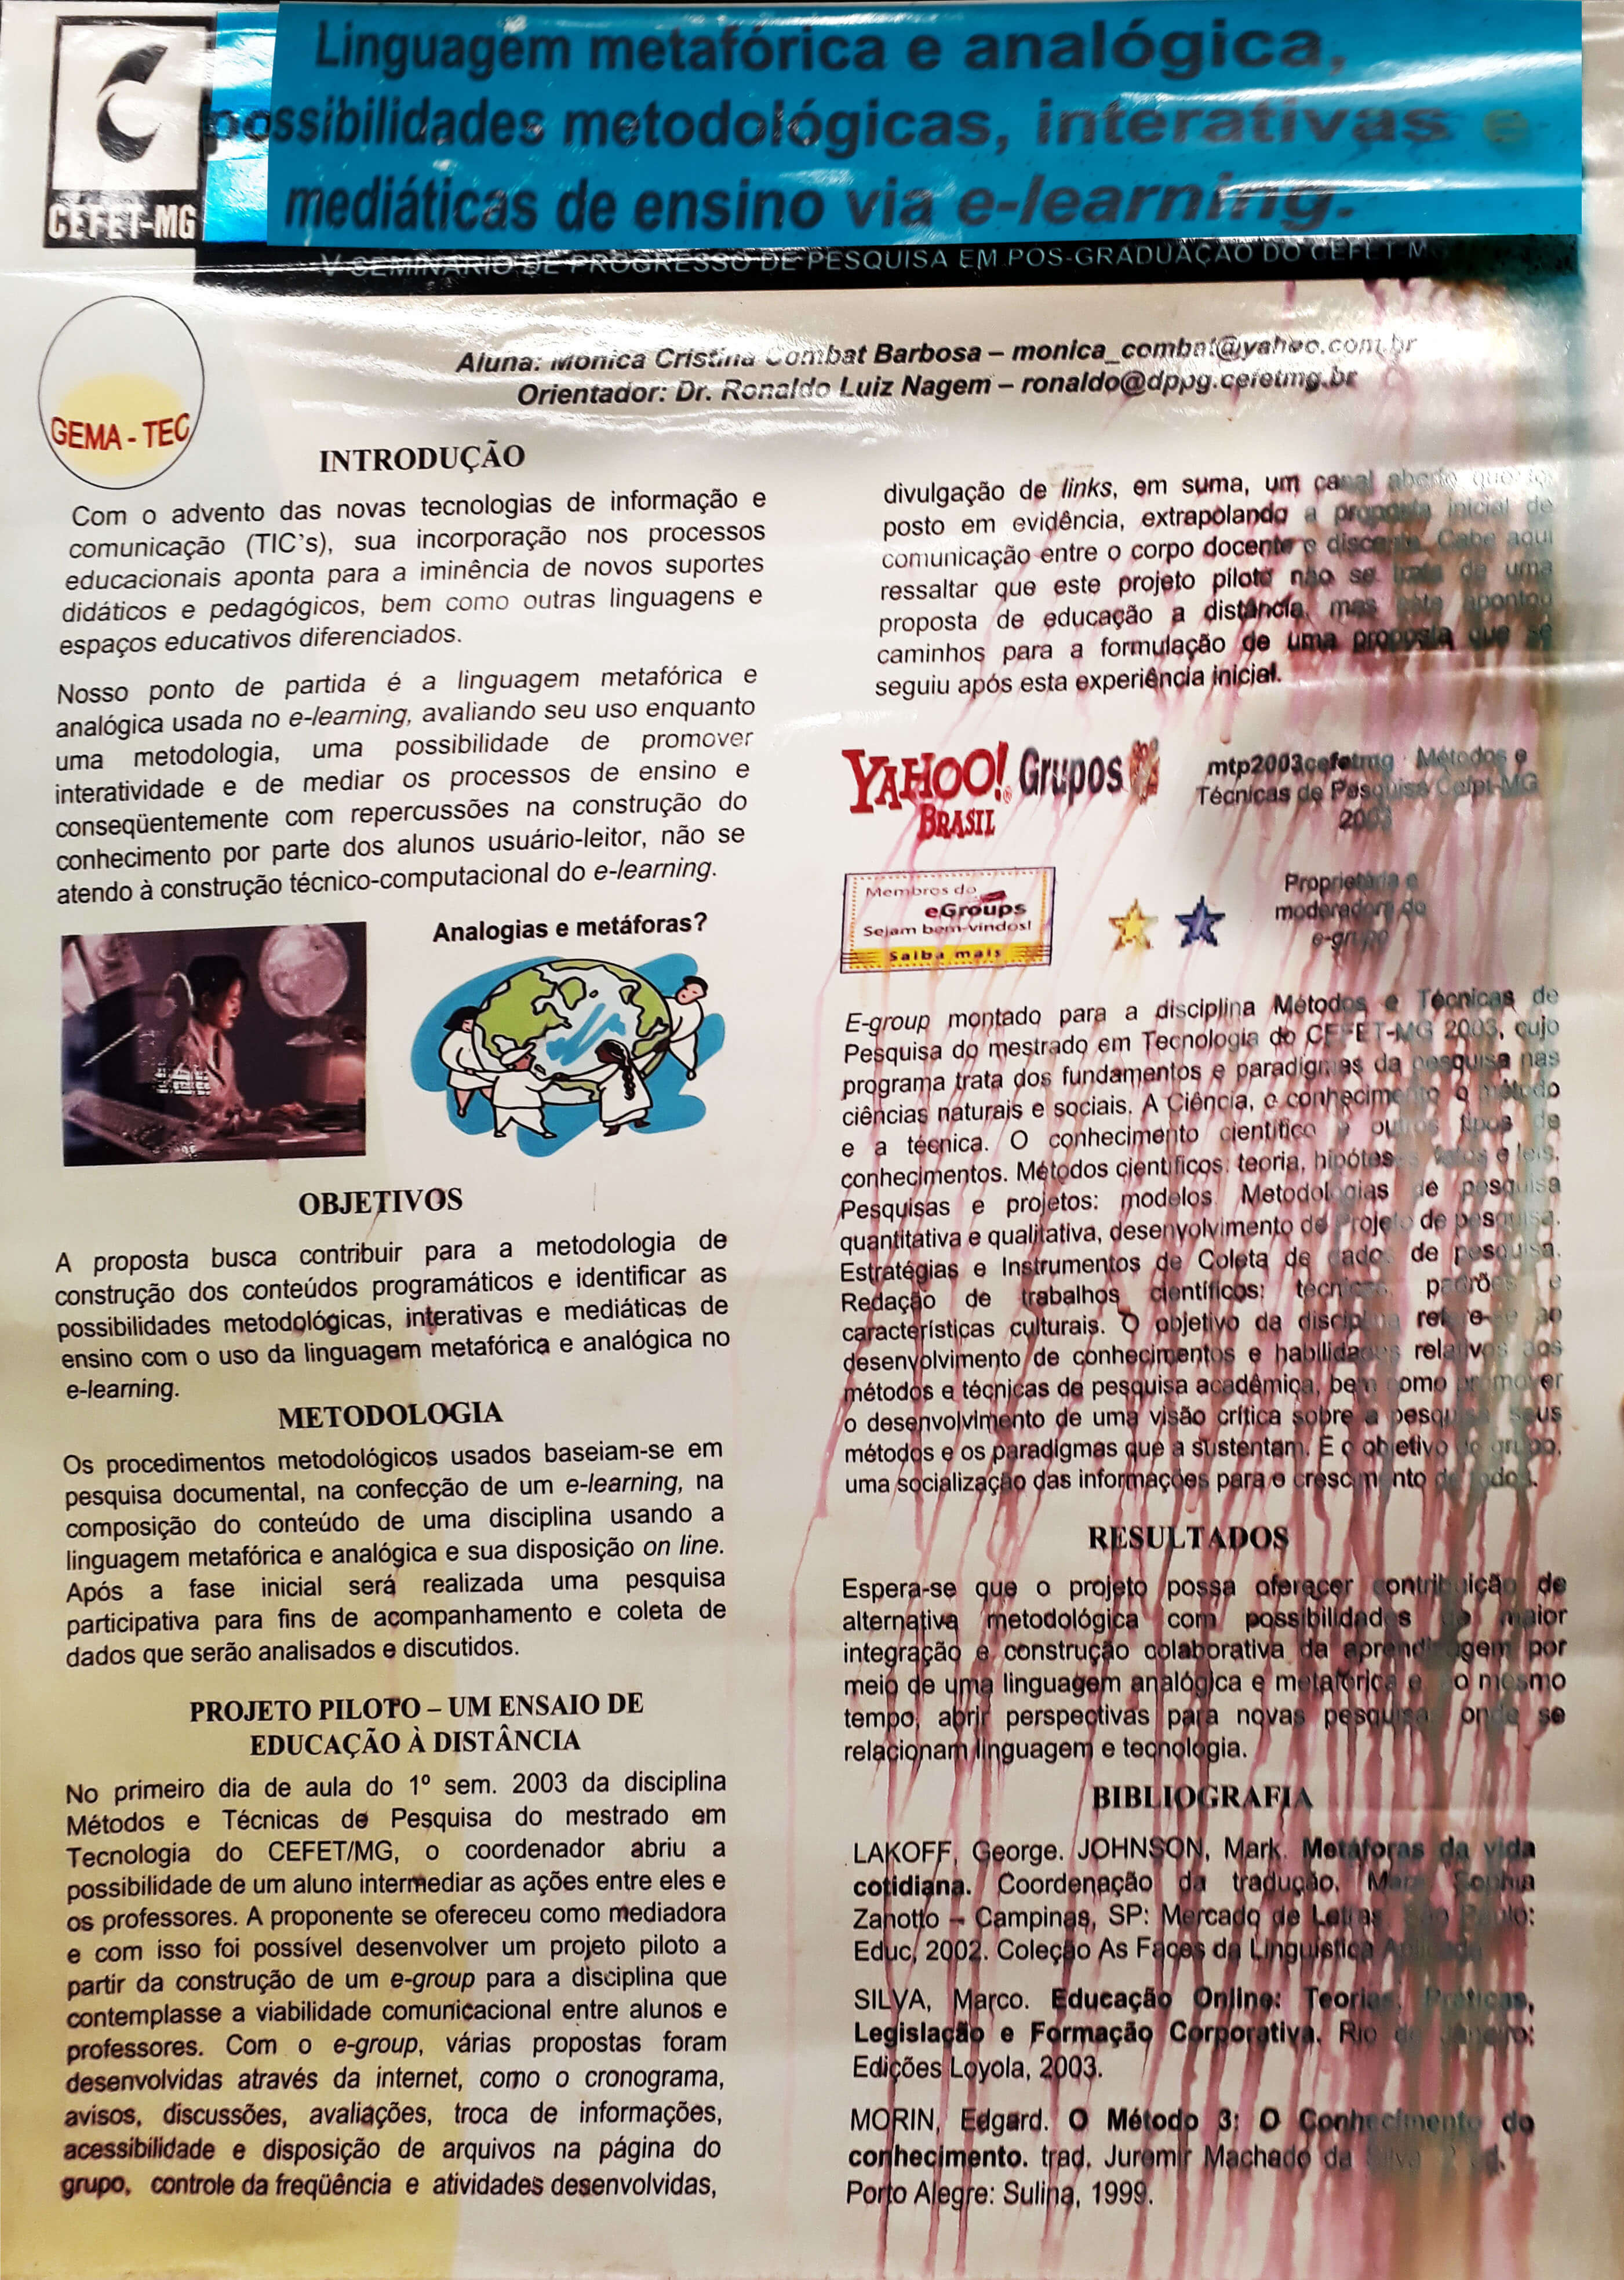 CEFET-MG
Linguagem metafórica e analógica,
possibilidades metodológicas, interativas e
mediáticas de ensino via e-learning.
V SEMINÁRIO DE PROGRESSO DE PESQUISA EM PÓS-GRADUAÇÃO DO CEFET MG
Aluna: Monica Cristina Combat Barbosa – monica_combat@yahoo.com.br
Orientador: Dr. Ronaldo Luiz Nagem – ronaldo@dppg.cefetmg.br
GEMA - TEC
INTRODUÇÃO
Com o advento das novas tecnologias de informação e
comunicação (TIC's), sua incorporação nos processos
educacionais aponta para a iminência de novos suportes
didáticos e pedagógicos, bem como outras linguagens e
espaços educativos diferenciados.
Nosso ponto de partida é a linguagem metafórica e
analógica usada no e-learning, avaliando seu uso enquanto
uma metodologia, uma possibilidade de promover
interatividade e de mediar os processos de ensino e
conseqüentemente com repercussões na construção do
conhecimento por parte dos alunos usuário-leitor, não se
atendo à construção técnico-computacional do e-learning.
Analogias e metáforas?
OBJETIVOS
A proposta busca contribuir para a metodologia de
construção dos conteúdos programáticos e identificar as
possibilidades metodológicas, interativas e mediáticas de
ensino com o uso da linguagem metafórica e analógica no
e-learning.
METODOLOGIA
Os procedimentos metodológicos usados baseiam-se em
pesquisa documental, na confecção de um e-learning, na
composição do conteúdo de uma disciplina usando a
linguagem metafórica e analógica e sua disposição on line.
Após a fase inicial será realizada uma pesquisa
participativa para fins de acompanhamento e coleta de
dados que serão analisados e discutidos.
PROJETO PILOTO – UM ENSAIO DE
EDUCAÇÃO À DISTÂNCIA
No primeiro dia de aula do 1º sem. 2003 da disciplina
Métodos e Técnicas de Pesquisa do mestrado em
Tecnologia do CEFET/MG, o coordenador abriu a
possibilidade de um aluno intermediar as ações entre eles e
os professores. A proponente se ofereceu como mediadora
e com isso foi possível desenvolver um projeto piloto a
partir da construção de um e-group para a disciplina que
contemplasse a viabilidade comunicacional entre alunos e
professores. Com o e-group, várias propostas foram
desenvolvidas através da internet, como o cronograma,
avisos, discussões, avaliações, troca de informações,
acessibilidade e disposição de arquivos na página do
grupo, controle da freqüência e atividades desenvolvidas,
divulgação de links, em suma, um canal aberto que foi
posto em evidência, extrapolando a proposta inicial de
comunicação entre o corpo docente e discente. Cabe aqui
ressaltar que este projeto piloto não se trata de uma
proposta de educação a distância, mas este apontou
caminhos para a formulação de uma proposta que se
seguiu após esta experiência inicial.
YAHOO! Grupos
BRASIL
mtp2003cefetmg · Métodos e
Técnicas de Pesquisa Cefet-MG
2003
Membros do
eGroups
Sejam bem-vindos!
Saiba mais
Proprietária e
moderadora do
e-grupo
E-group montado para a disciplina Métodos e Técnicas de
Pesquisa do mestrado em Tecnologia do CEFET-MG 2003, cujo
programa trata dos fundamentos e paradigmas da pesquisa nas
ciências naturais e sociais. A Ciência, o conhecimento o método
e a técnica. O conhecimento científico e outros tipos de
conhecimentos. Métodos científicos: teoria, hipóteses fatos e leis.
Pesquisas e projetos: modelos Metodologias de pesquisa
quantitativa e qualitativa, desenvolvimento de Projeto de pesquisa.
Estratégias e Instrumentos de Coleta de dados de pesquisa.
Redação de trabalhos científicos: técnicas, padrões e
características culturais. O objetivo da disciplina refere-se ao
desenvolvimento de conhecimentos e habilidades relativos aos
métodos e técnicas de pesquisa acadêmica, bem como promover
o desenvolvimento de uma visão crítica sobre a pesquisa, seus
métodos e os paradigmas que a sustentam. É o objetivo do grupo,
uma socialização das informações para o crescimento de todos.
RESULTADOS
Espera-se que o projeto possa oferecer contribuição de
alternativa metodológica com possibilidades de maior
integração e construção colaborativa da aprendizagem por
meio de uma linguagem analógica e metafórica e ao mesmo
tempo, abrir perspectivas para novas pesquisas onde se
relacionam linguagem e tecnologia.
BIBLIOGRAFIA
LAKOFF, George. JOHNSON, Mark. Metáforas da vida
cotidiana. Coordenação da tradução. Mara Sophia
Zanotto – Campinas, SP: Mercado de Letras São Paulo:
Educ, 2002. Coleção As Faces da Linguística Aplicada
SILVA, Marco. Educação Online: Teorias, Práticas,
Legislação e Formação Corporativa. Rio de Janeiro:
Edições Loyola, 2003.
MORIN, Edgard. O Método 3: O Conhecimento do
conhecimento. trad. Juremir Machado da Silva 2 ed.
Porto Alegre: Sulina, 1999.